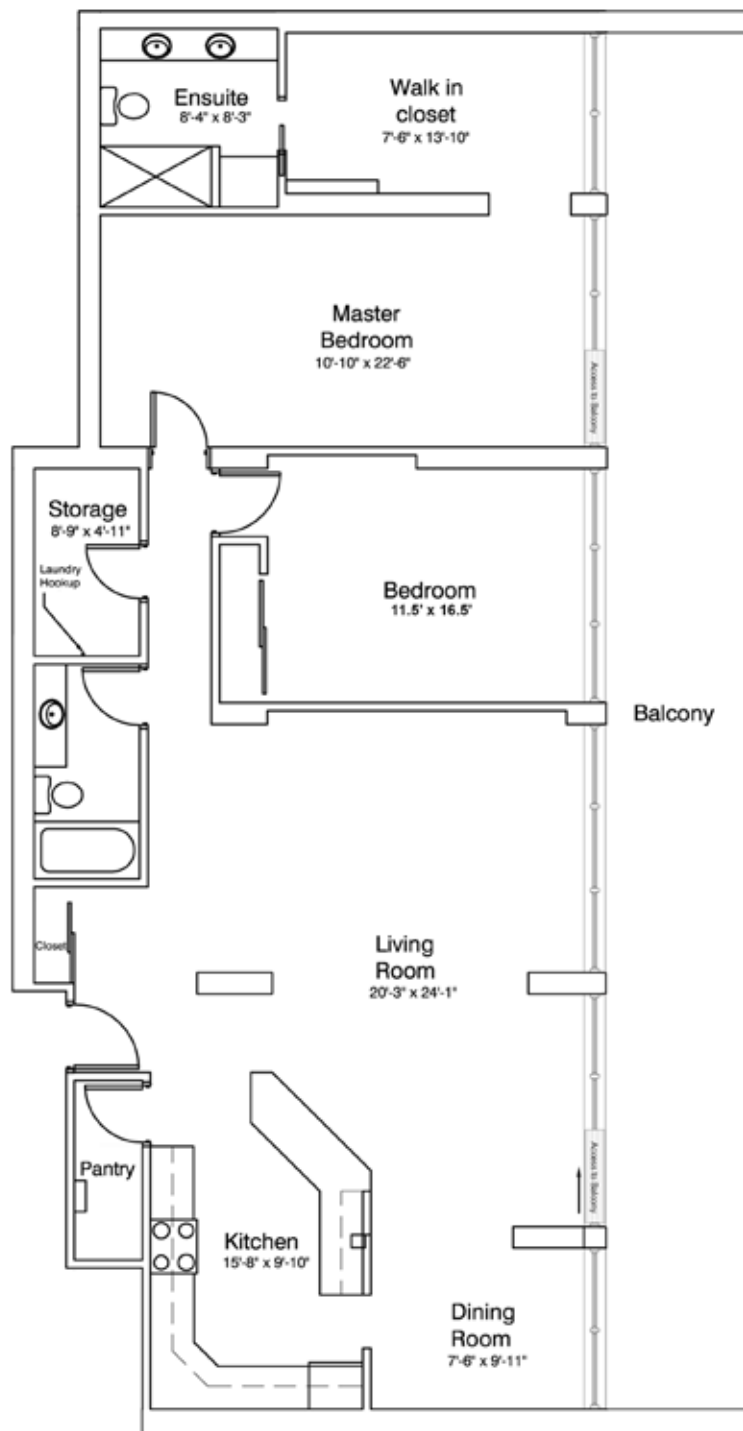 Ensuite
8'-4" x 8'-3"
Walk in
closet
7'-6" x 13'-10"
Master
Bedroom
10'-10" x 22'-6"
Access to Balcony
Storage
8'-9" x 4'-11"
Laundry
Hookup
Bedroom
11.5' x 16.5'
Balcony
Closet
Living
Room
20'-3" x 24'-1"
Access to Balcony
Pantry
Kitchen
15'-8" x 9'-10"
Dining
Room
7'-6" x 9'-11"